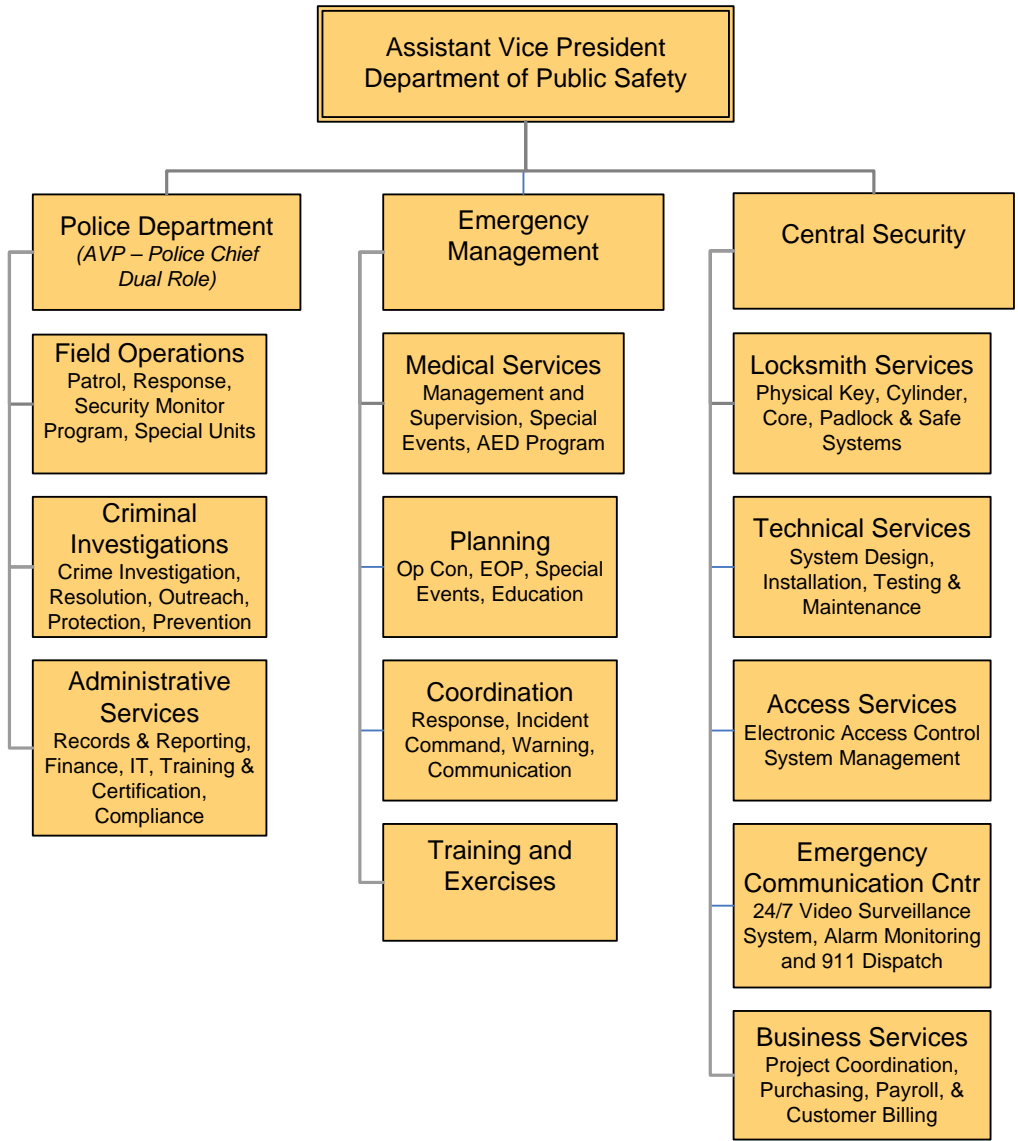 Assistant Vice President
Department of Public Safety
Police Department
(AVP – Police Chief
Dual Role)
Field Operations
Patrol, Response,
Security Monitor
Program, Special Units
Criminal
Investigations
Crime Investigation,
Resolution, Outreach,
Protection, Prevention
Administrative
Services
Records & Reporting,
Finance, IT, Training &
Certification,
Compliance
Emergency
Management
Medical Services
Management and
Supervision, Special
Events, AED Program
Planning
Op Con, EOP, Special
Events, Education
Coordination
Response, Incident
Command, Warning,
Communication
Training and
Exercises
Central Security
Locksmith Services
Physical Key, Cylinder,
Core, Padlock & Safe
Systems
Technical Services
System Design,
Installation, Testing &
Maintenance
Access Services
Electronic Access Control
System Management
Emergency
Communication Cntr
24/7 Video Surveillance
System, Alarm Monitoring
and 911 Dispatch
Business Services
Project Coordination,
Purchasing, Payroll, &
Customer Billing